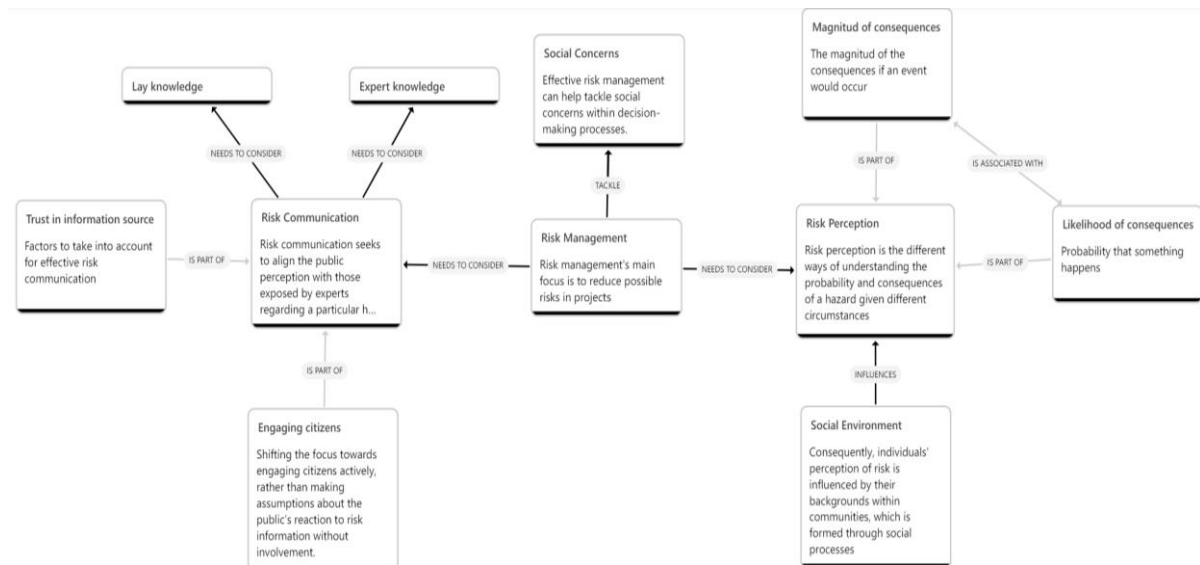 Magnitud of consequences
The magnitud of the
consequences if an event
would occur
Social Concerns
Effective risk management
can help tackle social
concerns within decision-
making processes.
Lay knowledge
Expert knowledge
NEEDS TO CONSIDER
NEEDS TO CONSIDER
IS PART OF
IS ASSOCIATED WITH
TACKLE
Trust in information source
Factors to take into account
for effective risk
communication
IS PART OF
Risk Communication
Risk communication seeks
to align the public
perception with those
exposed by experts
regarding a particular h...
NEEDS TO CONSIDER
Risk Management
Risk management's main
focus is to reduce possible
risks in projects
NEEDS TO CONSIDER
Risk Perception
Risk perception is the different
ways of understanding the
probability and consequences
of a hazard given different
circumstances
IS PART OF
Likelihood of consequences
Probability that something
happens
IS PART OF
INFLUENCES
Engaging citizens
Shifting the focus towards
engaging citizens actively,
rather than making
assumptions about the
public's reaction to risk
information without
involvement.
Social Environment
Consequently, individuals'
perception of risk is
influenced by their
backgrounds within
communities, which is
formed through social
processes